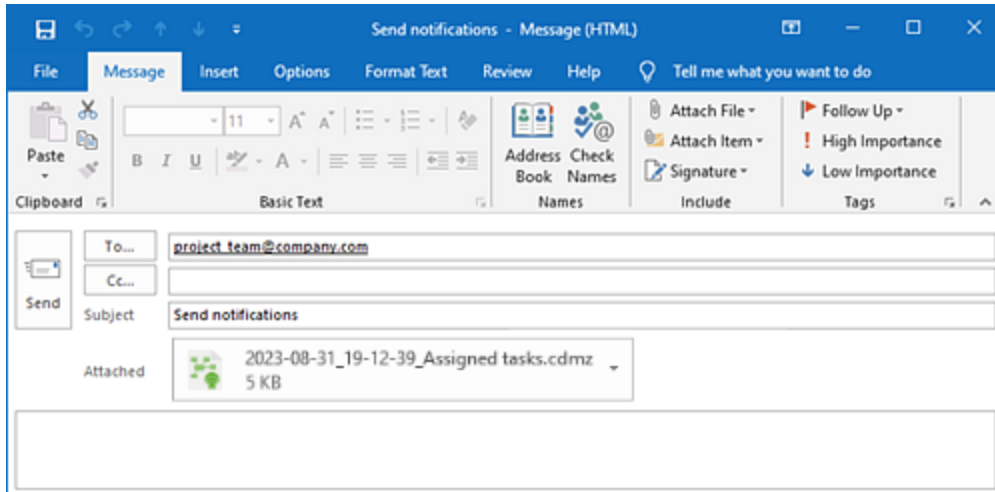 Send notifications - Message (HTML)
File Message Insert Options Format Text Review Help Tell me what you want to do
Paste
Clipboard
11
A A
B I U ab A
Basic Text
Address Book
Check Names
Names
Attach File
Attach Item
Signature
Include
Follow Up
! High Importance
Low Importance
Tags
Send
To... project_team@company.com
Cc...
Subject Send notifications
Attached 2023-08-31_19-12-39_Assigned tasks.cdmz
5 KB